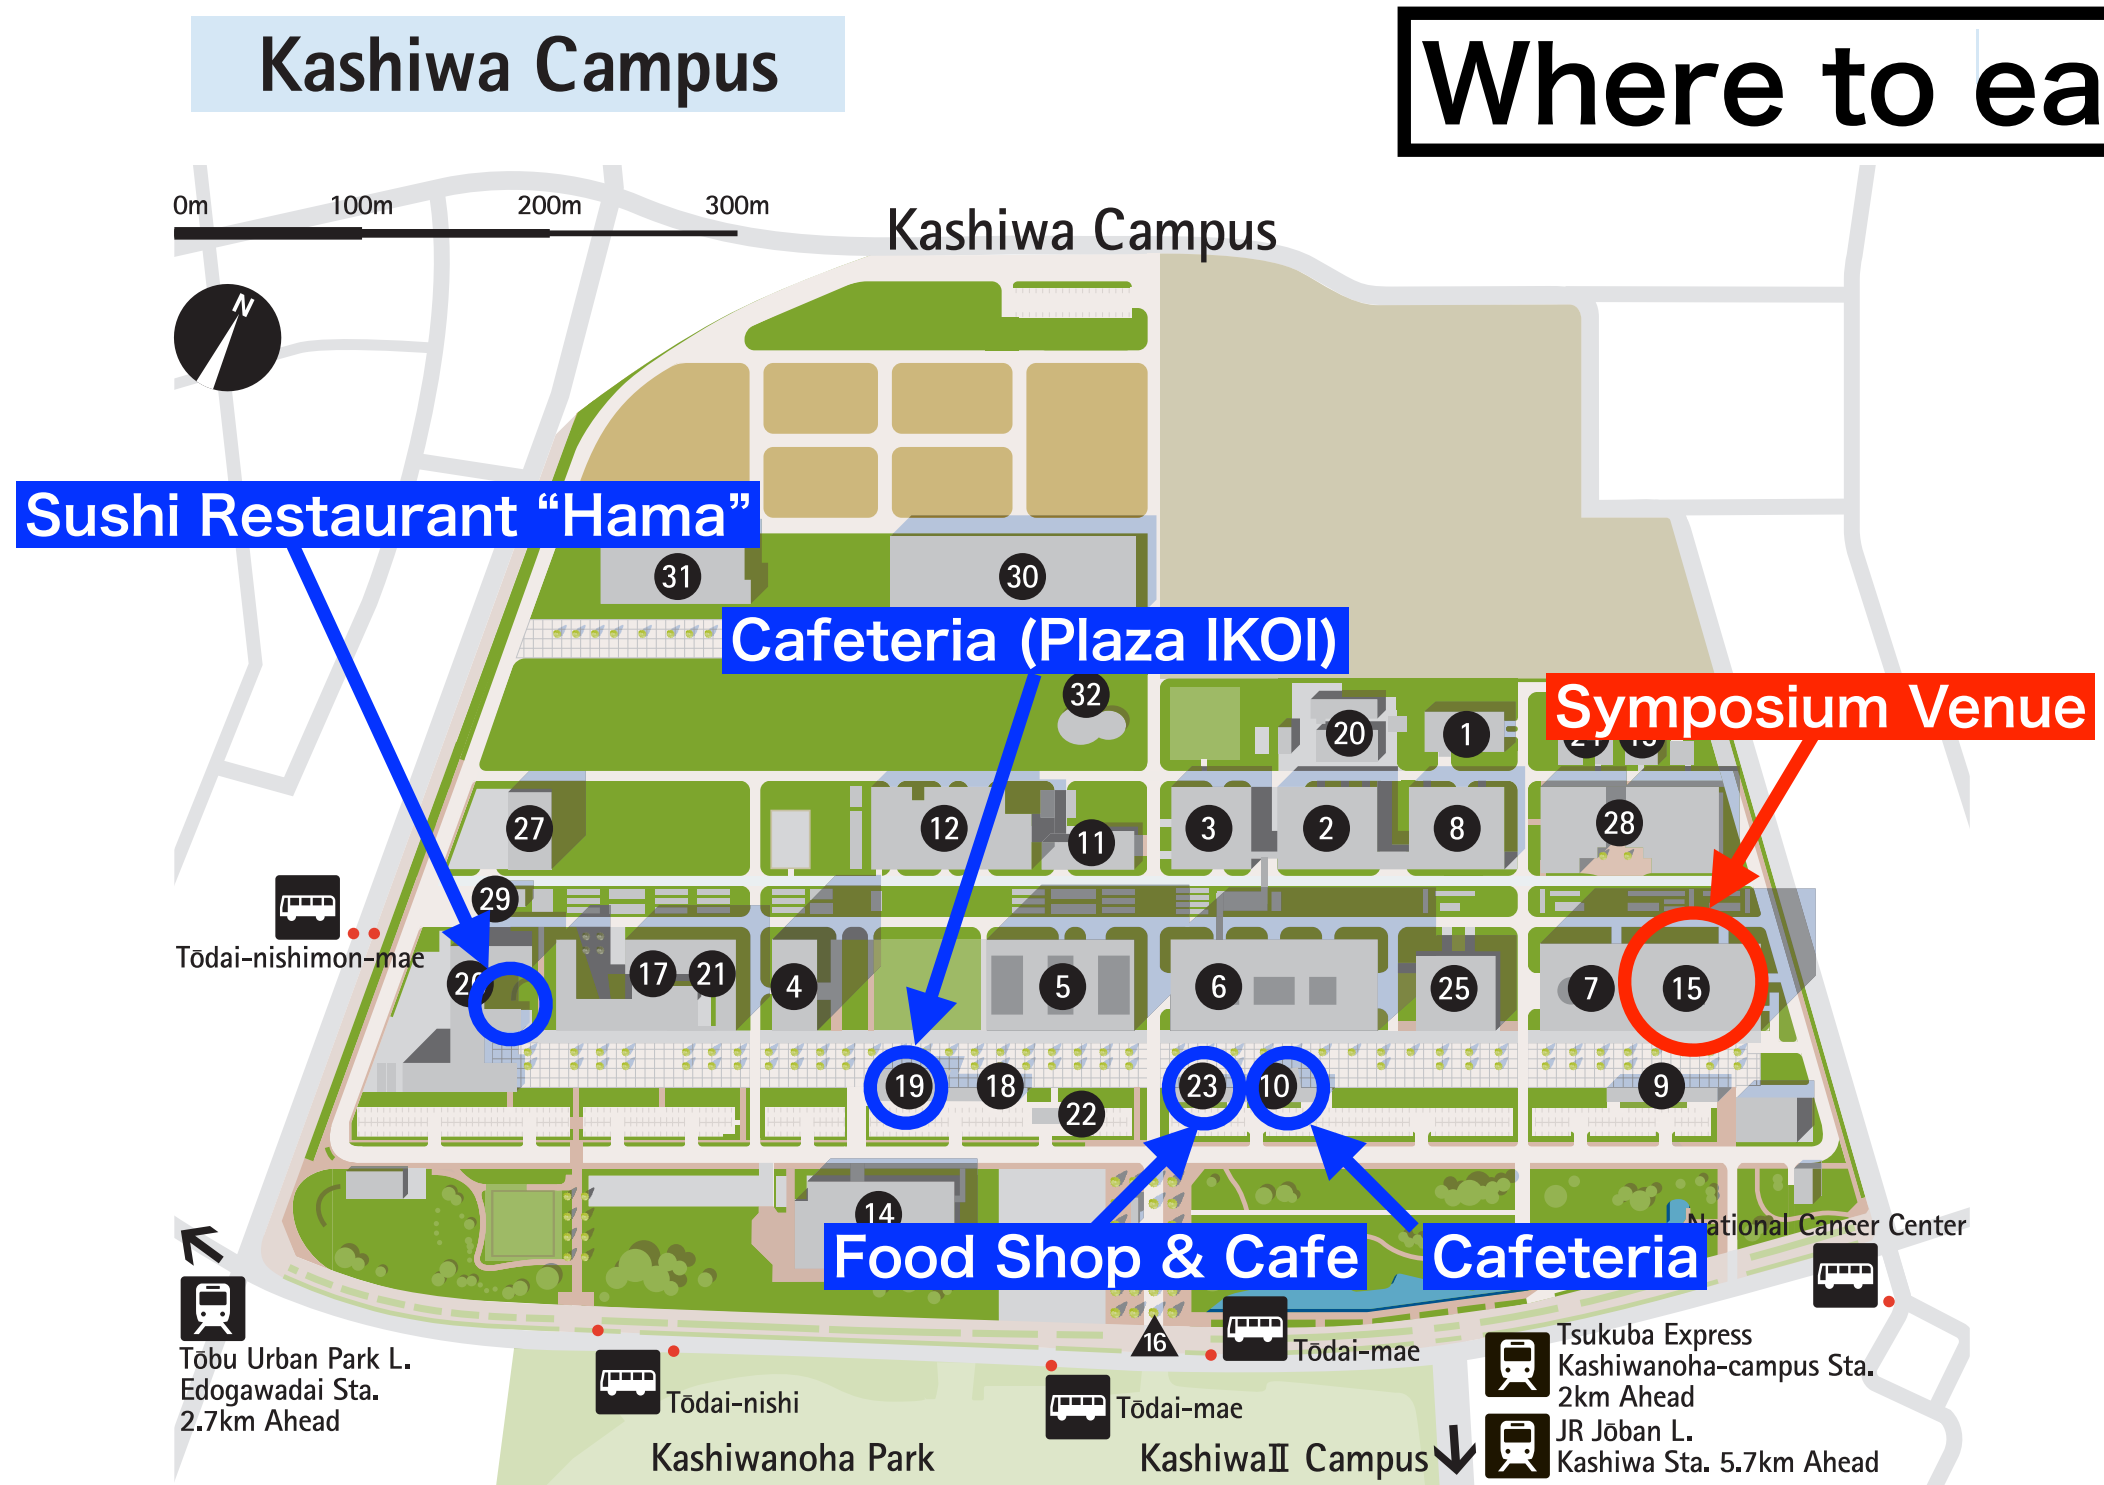 Kashiwa Campus
Where to ea
0m 100m 200m 300m
Kashiwa Campus
N
Sushi Restaurant “Hama”
31
30
Cafeteria (Plaza IKOI)
32
Symposium Venue
20
1
27
12
11
3
2
8
28
29
Tōdai-nishimon-mae
17
21
4
5
6
25
7
15
19
18
22
23
10
9
14
National Cancer Center
Food Shop & Cafe
Cafeteria
16
Tōdai-mae
Tōbu Urban Park L.
Edogawadai Sta.
2.7km Ahead
Tōdai-nishi
Tōdai-mae
Tsukuba Express
Kashiwanoha-campus Sta.
2km Ahead
JR Jōban L.
Kashiwa Sta. 5.7km Ahead
Kashiwanoha Park
KashiwaⅡ Campus